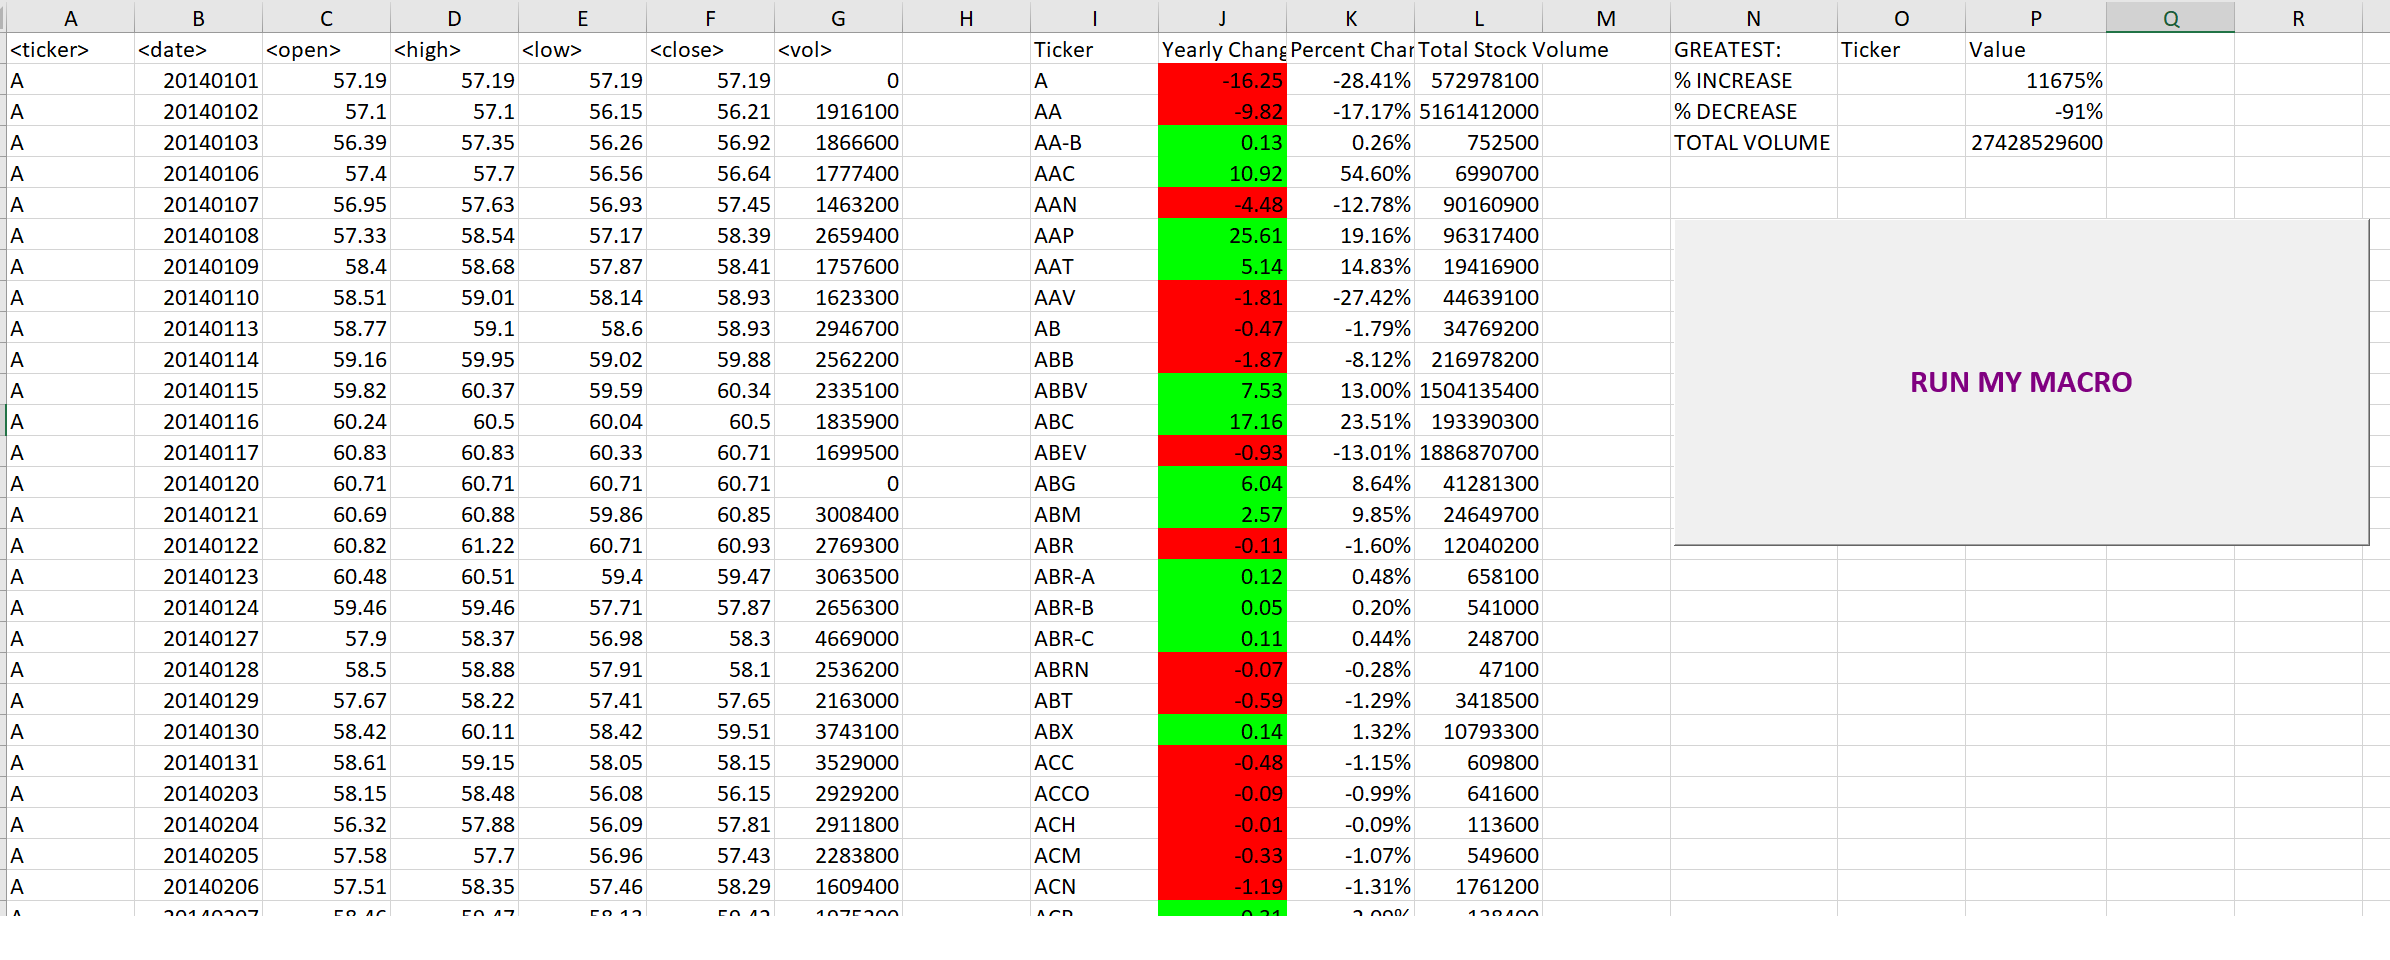 A B C D E F G H I J K L M N O P Q R
<ticker> <date> <open> <high> <low> <close> <vol> Ticker Yearly Chang Percent Char Total Stock Volume GREATEST: Ticker Value
A 20140101 57.19 57.19 57.19 57.19 0 A -16.25 -28.41% 572978100 % INCREASE 11675%
A 20140102 57.1 57.1 56.15 56.21 1916100 AA -9.82 -17.17% 5161412000 % DECREASE -91%
A 20140103 56.39 57.35 56.26 56.92 1866600 AA-B 0.13 0.26% 752500 TOTAL VOLUME 27428529600
A 20140106 57.4 57.7 56.56 56.64 1777400 AAC 10.92 54.60% 6990700
A 20140107 56.95 57.63 56.93 57.45 1463200 AAN -4.48 -12.78% 90160900
A 20140108 57.33 58.54 57.17 58.39 2659400 AAP 25.61 19.16% 96317400
A 20140109 58.4 58.68 57.87 58.41 1757600 AAT 5.14 14.83% 19416900
A 20140110 58.51 59.01 58.14 58.93 1623300 AAV -1.81 -27.42% 44639100
A 20140113 58.77 59.1 58.6 58.93 2946700 AB -0.47 -1.79% 34769200
A 20140114 59.16 59.95 59.02 59.88 2562200 ABB -1.87 -8.12% 216978200
A 20140115 59.82 60.37 59.59 60.34 2335100 ABBV 7.53 13.00% 1504135400
RUN MY MACRO
A 20140116 60.24 60.5 60.04 60.5 1835900 ABC 17.16 23.51% 193390300
A 20140117 60.83 60.83 60.33 60.71 1699500 ABEV -0.93 -13.01% 1886870700
A 20140120 60.71 60.71 60.71 60.71 0 ABG 6.04 8.64% 41281300
A 20140121 60.69 60.88 59.86 60.85 3008400 ABM 2.57 9.85% 24649700
A 20140122 60.82 61.22 60.71 60.93 2769300 ABR -0.11 -1.60% 12040200
A 20140123 60.48 60.51 59.4 59.47 3063500 ABR-A 0.12 0.48% 658100
A 20140124 59.46 59.46 57.71 57.87 2656300 ABR-B 0.05 0.20% 541000
A 20140127 57.9 58.37 56.98 58.3 4669000 ABR-C 0.11 0.44% 248700
A 20140128 58.5 58.88 57.91 58.1 2536200 ABRN -0.07 -0.28% 47100
A 20140129 57.67 58.22 57.41 57.65 2163000 ABT -0.59 -1.29% 3418500
A 20140130 58.42 60.11 58.42 59.51 3743100 ABX 0.14 1.32% 10793300
A 20140131 58.61 59.15 58.05 58.15 3529000 ACC -0.48 -1.15% 609800
A 20140203 58.15 58.48 56.08 56.15 2929200 ACCO -0.09 -0.99% 641600
A 20140204 56.32 57.88 56.09 57.81 2911800 ACH -0.01 -0.09% 113600
A 20140205 57.58 57.7 56.96 57.43 2283800 ACM -0.33 -1.07% 549600
A 20140206 57.51 58.35 57.46 58.29 1609400 ACN -1.19 -1.31% 1761200